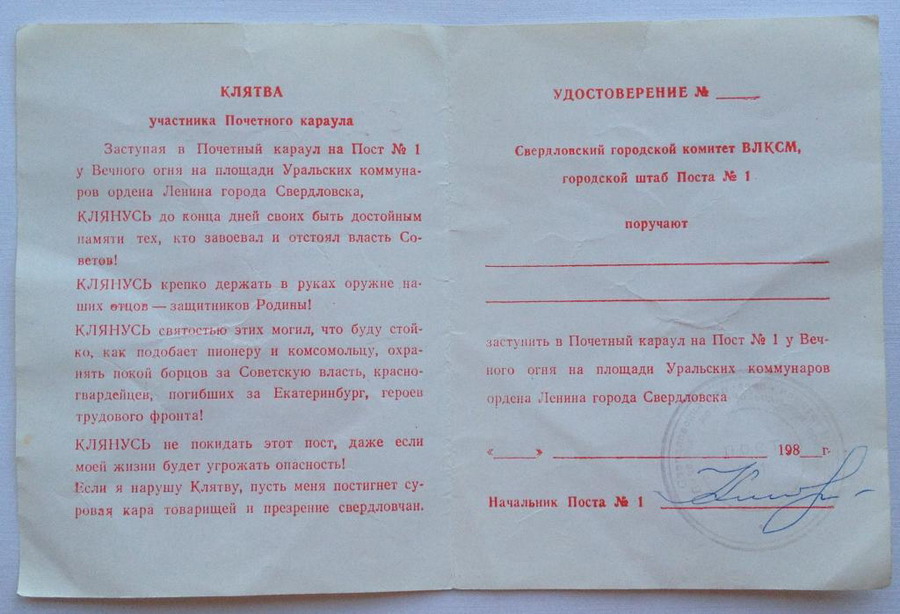 КЛЯТВА
участника Почетного караула
Заступая в Почетный караул на Пост № 1
у Вечного огня на площади Уральских коммуна-
ров ордена Ленина города Свердловска,
КЛЯНУСЬ до конца дней своих быть достойным
памяти тех, кто завоевал и отстоял власть Со-
ветов!
КЛЯНУСЬ крепко держать в руках оружие на-
ших отцов — защитников Родины!
КЛЯНУСЬ святостью этих могил, что буду стой-
ко, как подобает пионеру и комсомольцу, охра-
нять покой борцов за Советскую власть, красно-
гвардейцев, погибших за Екатеринбург, героев
трудового фронта!
КЛЯНУСЬ не покидать этот пост, даже если
моей жизни будет угрожать опасность!
Если я нарушу Клятву, пусть меня постигнет су-
ровая кара товарищей и презрение свердловчан.
УДОСТОВЕРЕНИЕ № ____
Свердловский городской комитет ВЛКСМ,
городской штаб Поста № 1
поручают
заступить в Почетный караул на Пост № 1 у Веч-
ного огня на площади Уральских коммунаров
ордена Ленина города Свердловска
«____» ____________________ 198__г.
Начальник Поста № 1